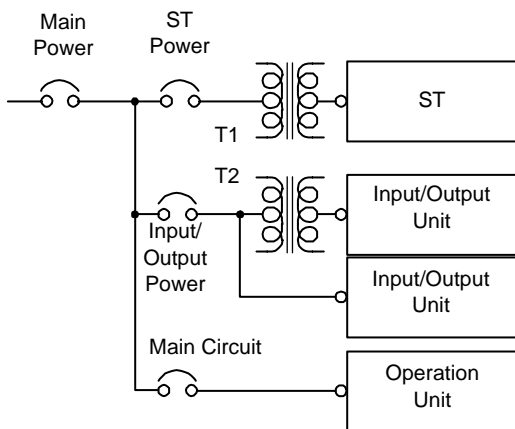 Main
Power
ST
Power
T1
ST
T2
Input/Output
Unit
Input/
Output
Power
Input/Output
Unit
Main Circuit
Operation
Unit